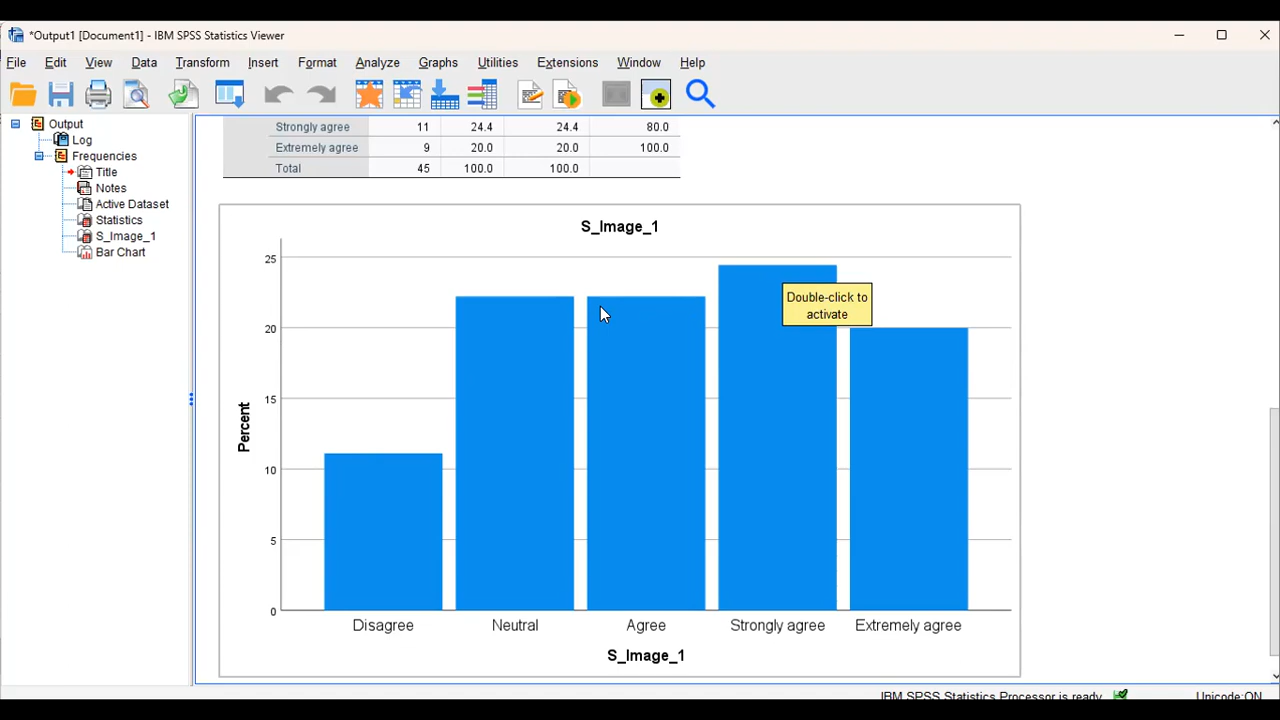 *Output1 [Document1] - IBM SPSS Statistics Viewer
File Edit View Data Transform Insert Format Analyze Graphs Utilities Extensions Window Help
Output
Log
Frequencies
Title
Notes
Active Dataset
Statistics
S_Image_1
Bar Chart
Strongly agree 11 24.4 24.4 80.0
Extremely agree 9 20.0 20.0 100.0
Total 45 100.0 100.0
S_Image_1
25
20
15
10
5
0
Percent
Double-click to
activate
Disagree Neutral Agree Strongly agree Extremely agree
S_Image_1
IBM SPSS Statistics Processor is ready Unicode:ON